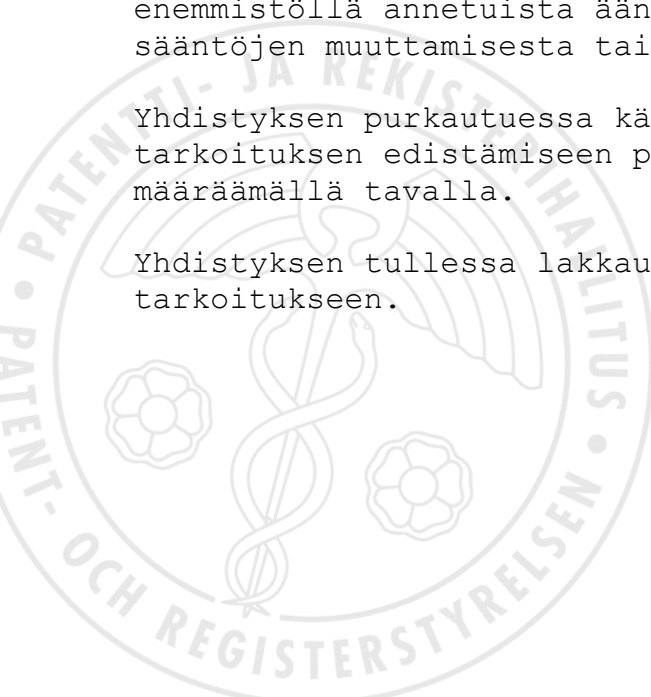 enemmistöllä annetuista ään
sääntöjen muuttamisesta tai
Yhdistyksen purkautuessa kä
tarkoituksen edistämiseen p
määräämällä tavalla.
Yhdistyksen tullessa lakkau
tarkoitukseen.
PATENTTI- JA REKISTERIHALLITUS • PATENT- OCH REGISTERSTYRELSEN •